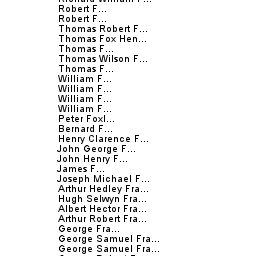 Richard William F...
Robert F...
Robert F...
Thomas Robert F...
Thomas Fox Hen...
Thomas F...
Thomas Wilson F...
Thomas F...
William F...
William F...
William F...
William F...
Peter Foxl...
Bernard F...
Henry Clarence F...
John George F...
John Henry F...
James F...
Joseph Michael F...
Arthur Hedley Fra...
Hugh Selwyn Fra...
Albert Hector Fra...
Arthur Robert Fra...
George Fra...
George Samuel Fra...
George Samuel Fra...